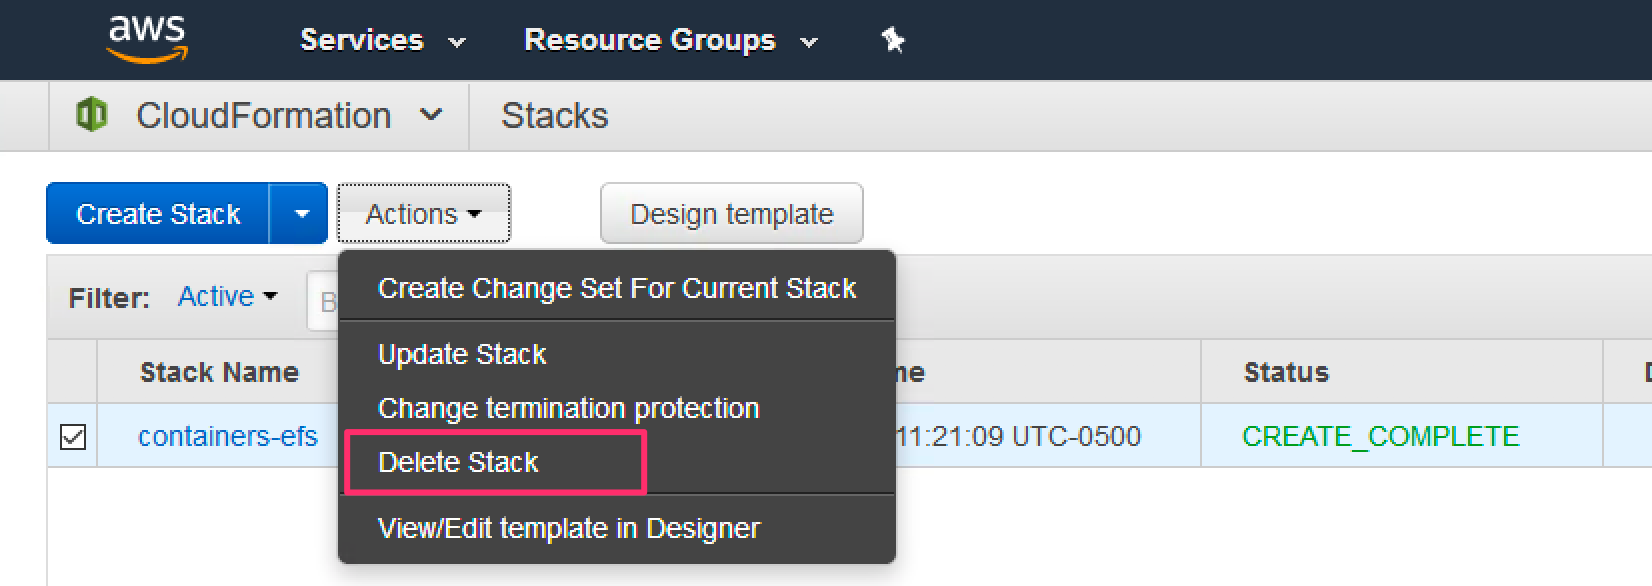 aws Services Resource Groups
CloudFormation Stacks
Create Stack Actions Design template
Filter: Active B
Create Change Set For Current Stack
Update Stack
Change termination protection
Delete Stack
View/Edit template in Designer
Stack Name me Status
containers-efs 11:21:09 UTC-0500 CREATE_COMPLETE